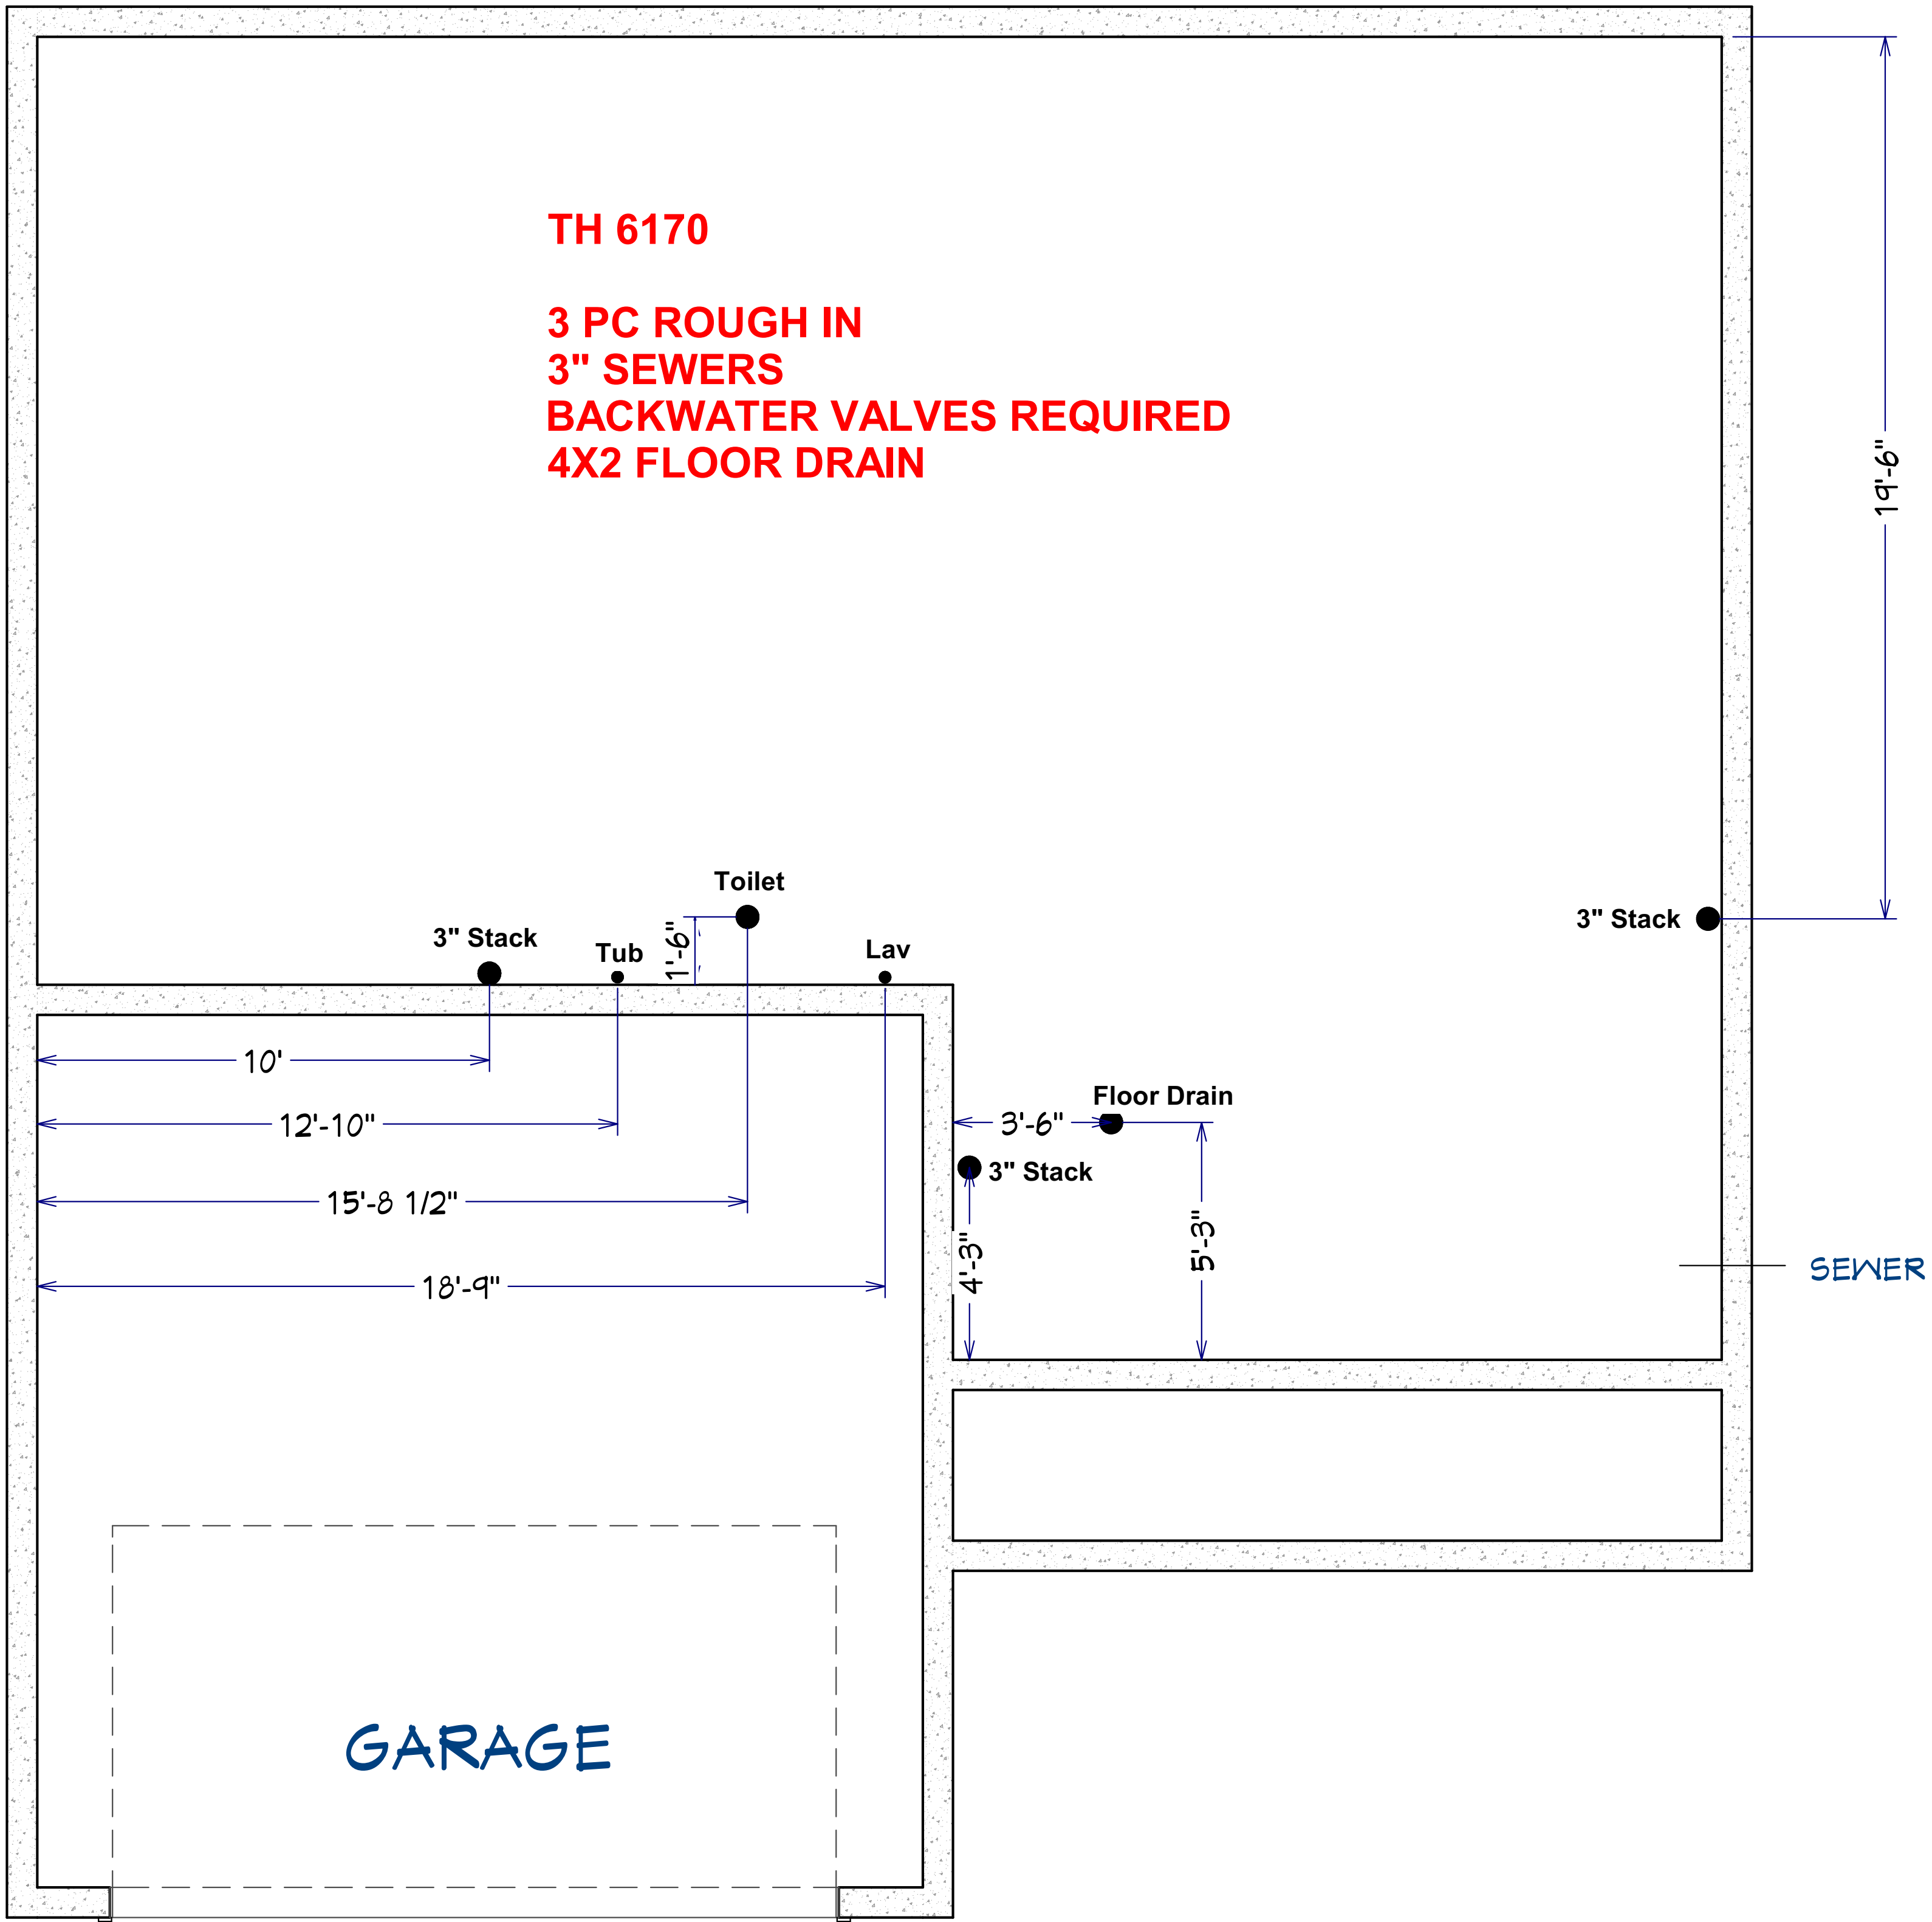 TH 6170
3 PC ROUGH IN
3" SEWERS
BACKWATER VALVES REQUIRED
4X2 FLOOR DRAIN
19'-6"
Toilet
3" Stack
3" Stack
Tub
1'-6"
Lav
10'
Floor Drain
12'-10"
3'-6"
3" Stack
15'-8 1/2"
5'-3"
4'-3"
SEWER
18'-9"
GARAGE